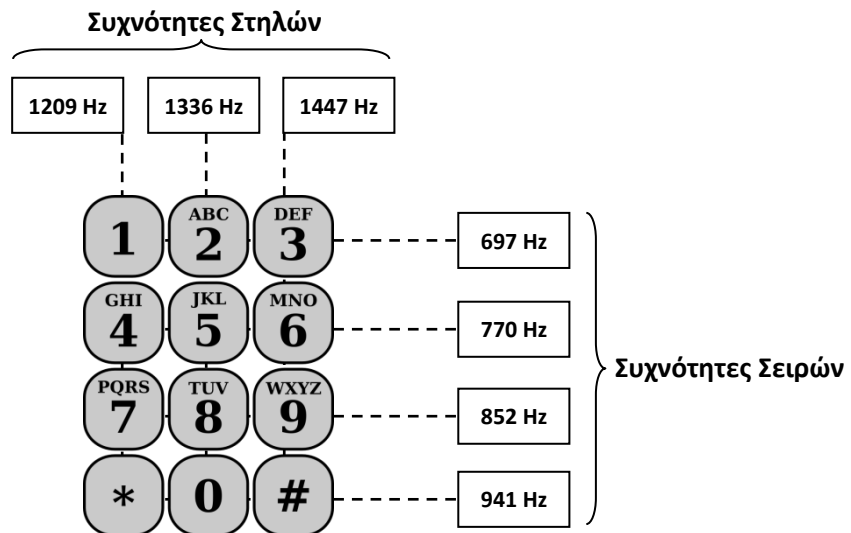 Συχνότητες Στηλών
1209 Hz 1336 Hz 1447 Hz
ABC DEF
1 2 3
697 Hz
GHI JKL MNO
4 5 6
770 Hz
Συχνότητες Σειρών
PQRS TUV WXYZ
7 8 9
852 Hz
* 0 #
941 Hz